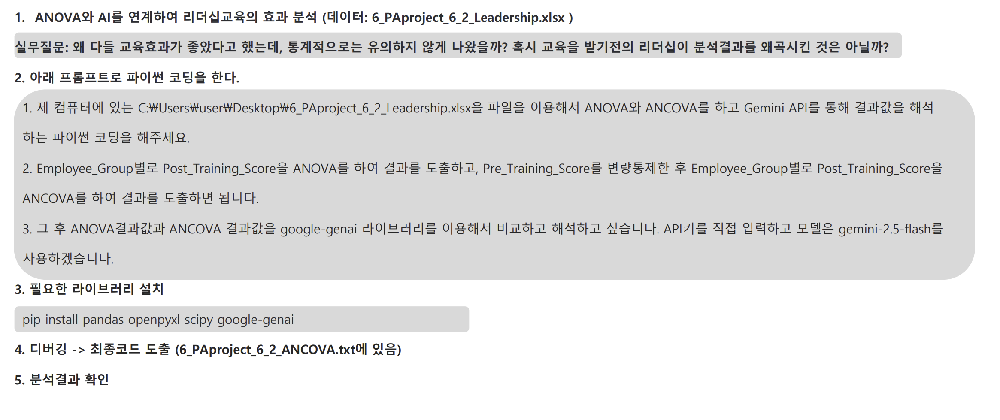 1. ANOVA와 AI를 연계하여 리더십교육의 효과 분석 (데이터: 6_PAproject_6_2_Leadership.xlsx )
실무질문: 왜 다들 교육효과가 좋았다고 했는데, 통계적으로는 유의하지 않게 나왔을까? 혹시 교육을 받기전의 리더십이 분석결과를 왜곡시킨 것은 아닐까?
2. 아래 프롬프트로 파이썬 코딩을 한다.
1. 제 컴퓨터에 있는 C:₩Users₩user₩Desktop₩6_PAproject_6_2_Leadership.xlsx을 파일을 이용해서 ANOVA와 ANCOVA를 하고 Gemini API를 통해 결과값을 해석
하는 파이썬 코딩을 해주세요.
2. Employee_Group별로 Post_Training_Score을 ANOVA를 하여 결과를 도출하고, Pre_Training_Score를 변량통제한 후 Employee_Group별로 Post_Training_Score을
ANCOVA를 하여 결과를 도출하면 됩니다.
3. 그 후 ANOVA결과값과 ANCOVA 결과값을 google-genai 라이브러리를 이용해서 비교하고 해석하고 싶습니다. API키를 직접 입력하고 모델은 gemini-2.5-flash를
사용하겠습니다.
3. 필요한 라이브러리 설치
pip install pandas openpyxl scipy google-genai
4. 디버깅 -> 최종코드 도출 (6_PAproject_6_2_ANCOVA.txt에 있음)
5. 분석결과 확인